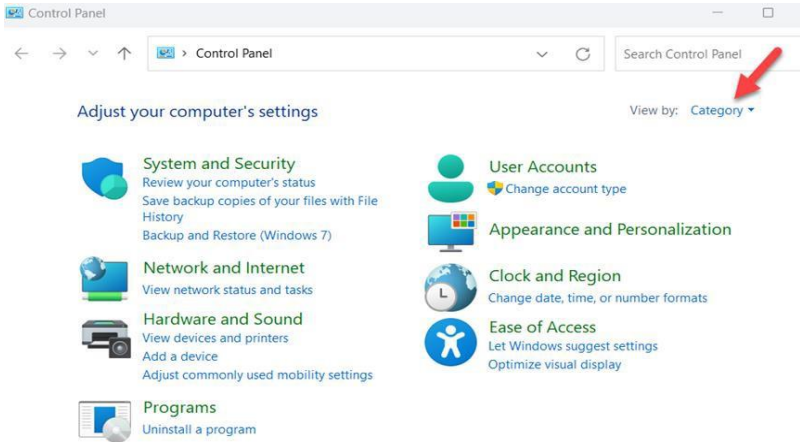 Control Panel
Control Panel
Search Control Panel
Adjust your computer's settings
View by: Category
System and Security
Review your computer's status
Save backup copies of your files with File
History
Backup and Restore (Windows 7)
Network and Internet
View network status and tasks
Hardware and Sound
View devices and printers
Add a device
Adjust commonly used mobility settings
Programs
Uninstall a program
User Accounts
Change account type
Appearance and Personalization
Clock and Region
Change date, time, or number formats
Ease of Access
Let Windows suggest settings
Optimize visual display